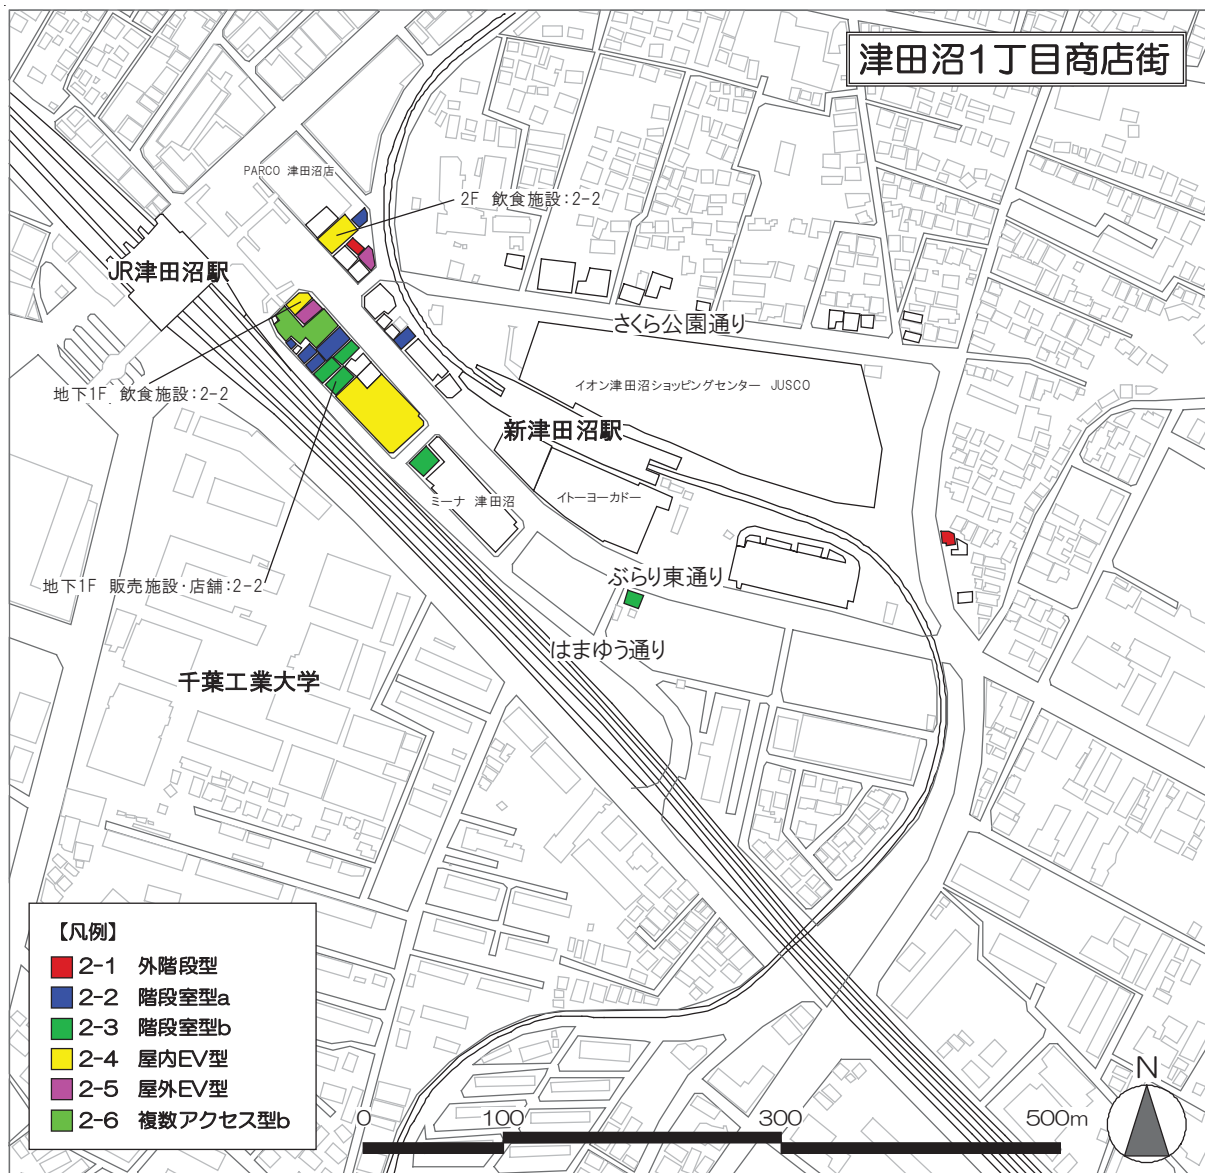 津田沼1丁目商店街
PARCO 津田沼店
2F 飲食施設:2-2
JR津田沼駅
さくら公園通り
イオン津田沼ショッピングセンター JUSCO
地下1F 飲食施設:2-2
新津田沼駅
ミーナ 津田沼
イトーヨーカドー
ぶらり東通り
地下1F 販売施設・店舗:2-2
はまゆう通り
千葉工業大学
【凡例】
2-1 外階段型
2-2 階段室型a
2-3 階段室型b
2-4 屋内EV型
2-5 屋外EV型
2-6 複数アクセス型b
0 100 300 500m
N